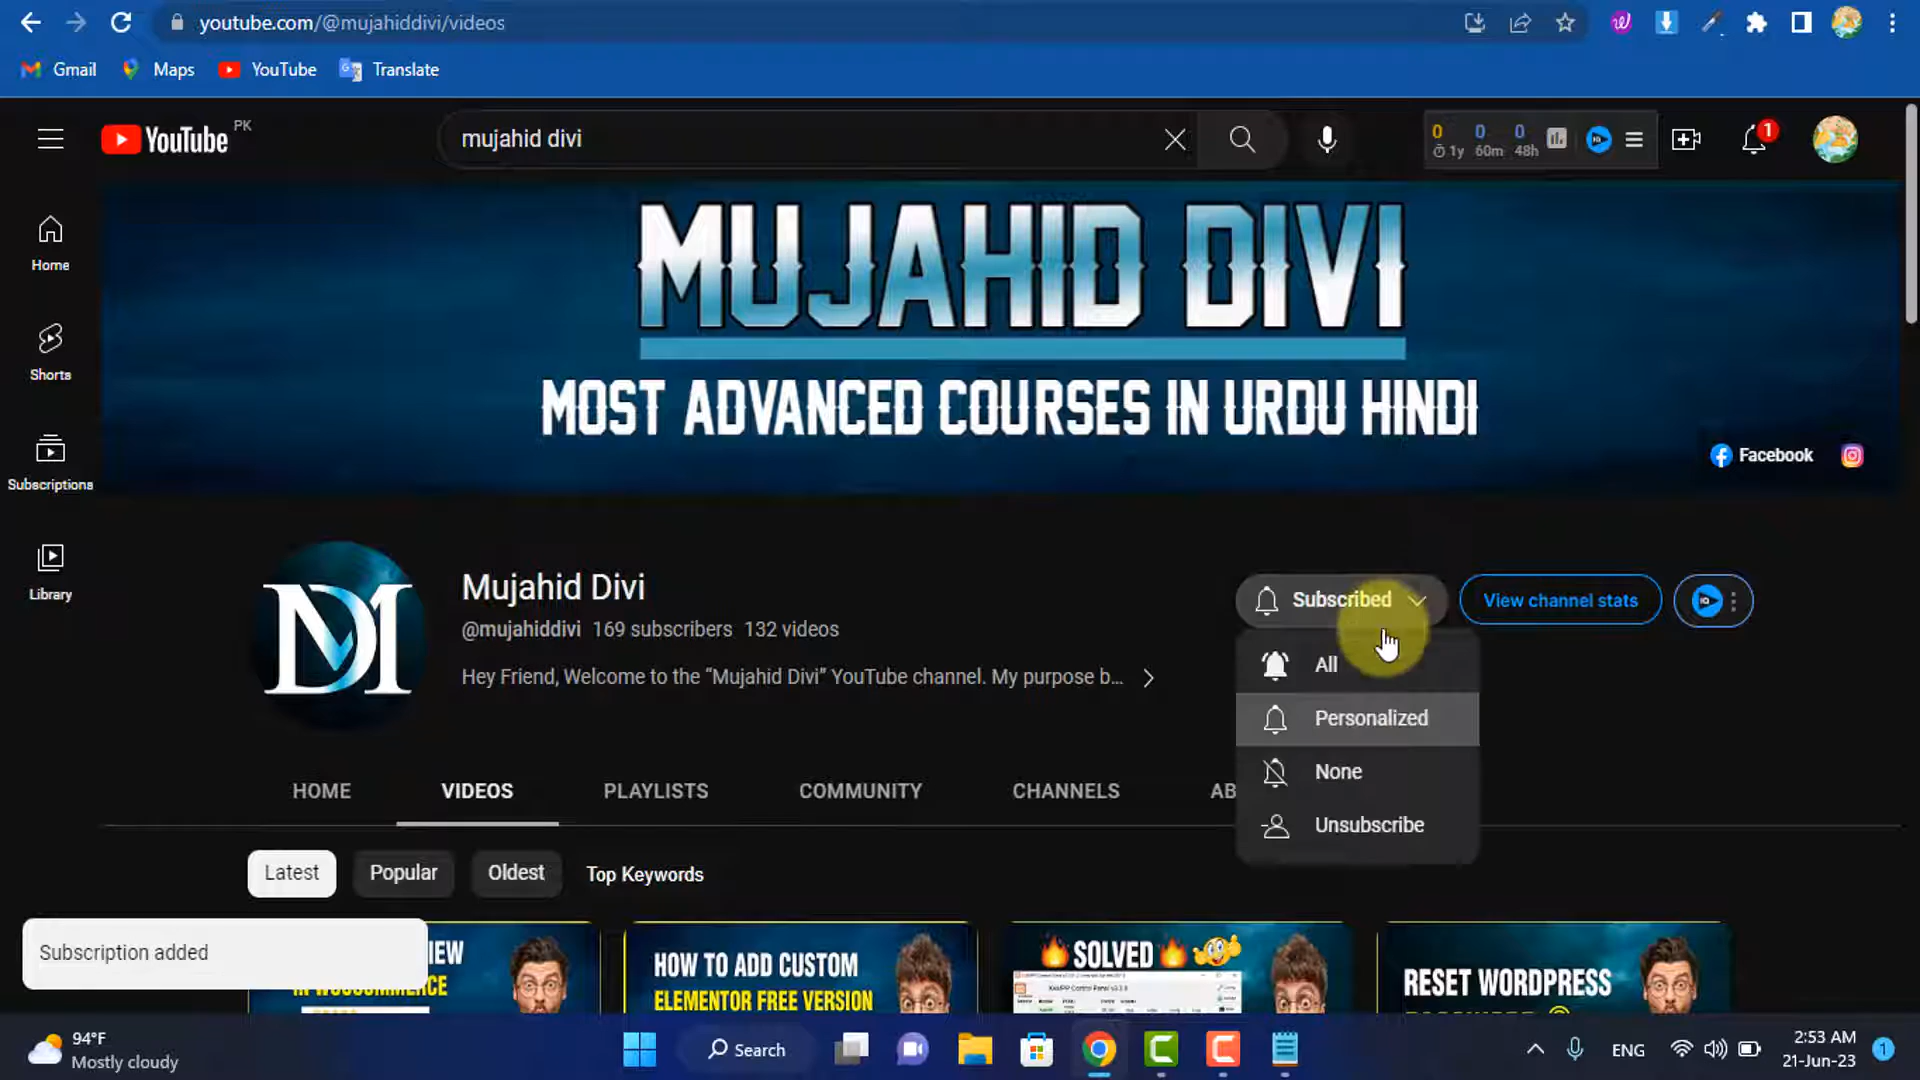 youtube.com/@mujahiddivi/videos
Gmail Maps YouTube Translate
YouTube PK
mujahid divi
0 0 0
1y 60m 48h
1
MUJAHID DIVI
MOST ADVANCED COURSES IN URDU HINDI
Facebook
Home
Shorts
Subscriptions
Library
Mujahid Divi
@mujahiddivi 169 subscribers 132 videos
Hey Friend, Welcome to the “Mujahid Divi” YouTube channel. My purpose b...
Subscribed
View channel stats
All
Personalized
None
Unsubscribe
HOME VIDEOS PLAYLISTS COMMUNITY CHANNELS AB
Latest Popular Oldest Top Keywords
Subscription added
IEW
IN WOOCOMMERCE
HOW TO ADD CUSTOM
ELEMENTOR FREE VERSION
SOLVED
RESET WORDPRESS
94°F
Mostly cloudy
Search
ENG
2:53 AM
21-Jun-23
1